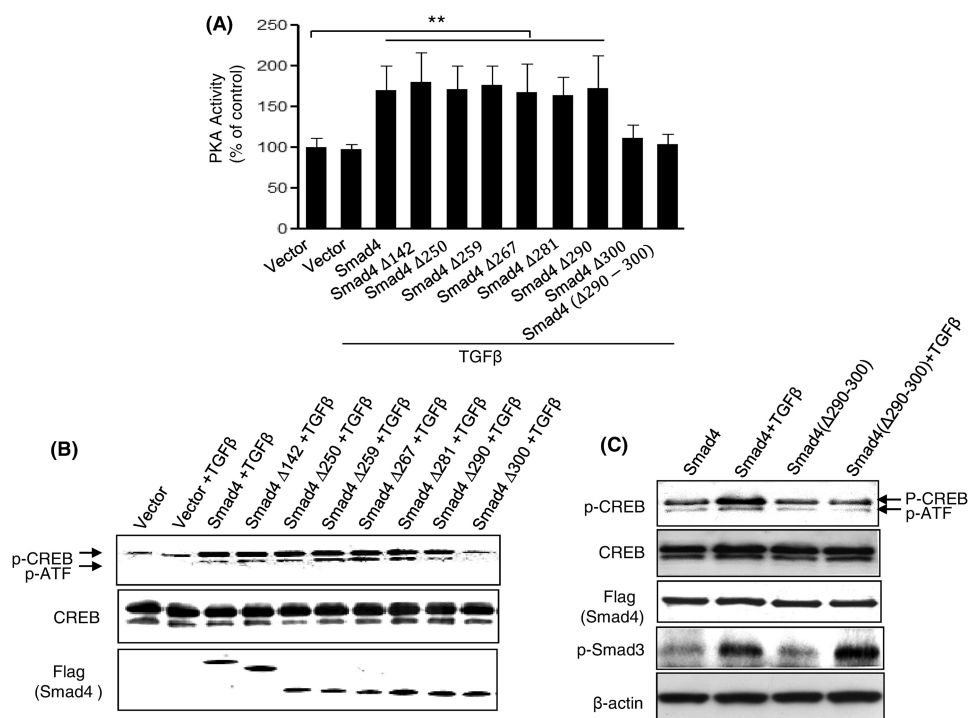 (A)
**
PKA Activity
(% of control)
250
200
150
100
50
0
Vector
Vector
Smad4
Smad4 Δ142
Smad4 Δ250
Smad4 Δ259
Smad4 Δ267
Smad4 Δ281
Smad4 Δ290
Smad4 Δ300
Smad4 (Δ290 – 300)
TGFβ
(B)
Vector
Vector +TGFβ
Smad4 +TGFβ
Smad4 Δ142 +TGFβ
Smad4 Δ250 +TGFβ
Smad4 Δ259 +TGFβ
Smad4 Δ267 +TGFβ
Smad4 Δ281 +TGFβ
Smad4 Δ290 +TGFβ
Smad4 Δ300 +TGFβ
p-CREB
p-ATF
CREB
Flag
(Smad4 )
(C)
Smad4
Smad4+TGFβ
Smad4(Δ290-300)
Smad4(Δ290-300)+TGFβ
p-CREB
P-CREB
p-ATF
CREB
Flag
(Smad4)
p-Smad3
β-actin